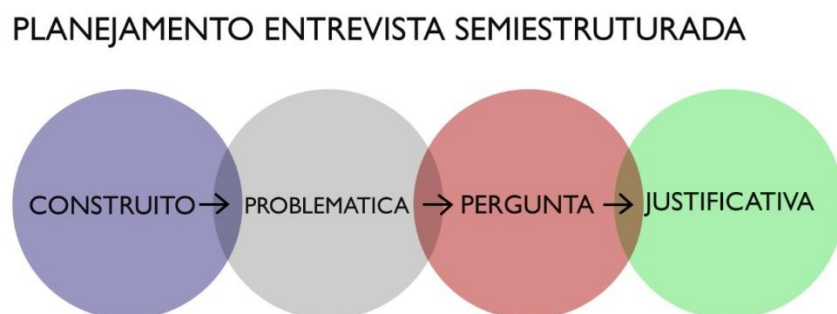 PLANEJAMENTO ENTREVISTA SEMIESTRUTURADA
CONSTRUITO → PROBLEMATICA → PERGUNTA → JUSTIFICATIVA